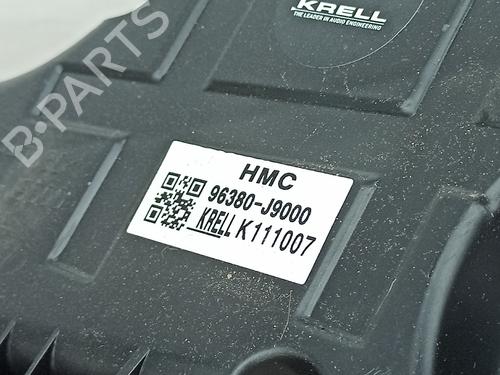 KRELL
THE LEADER IN AUDIO ENGINEERING
B-PARTS
HMC
96380-J9000
KRELL K111007